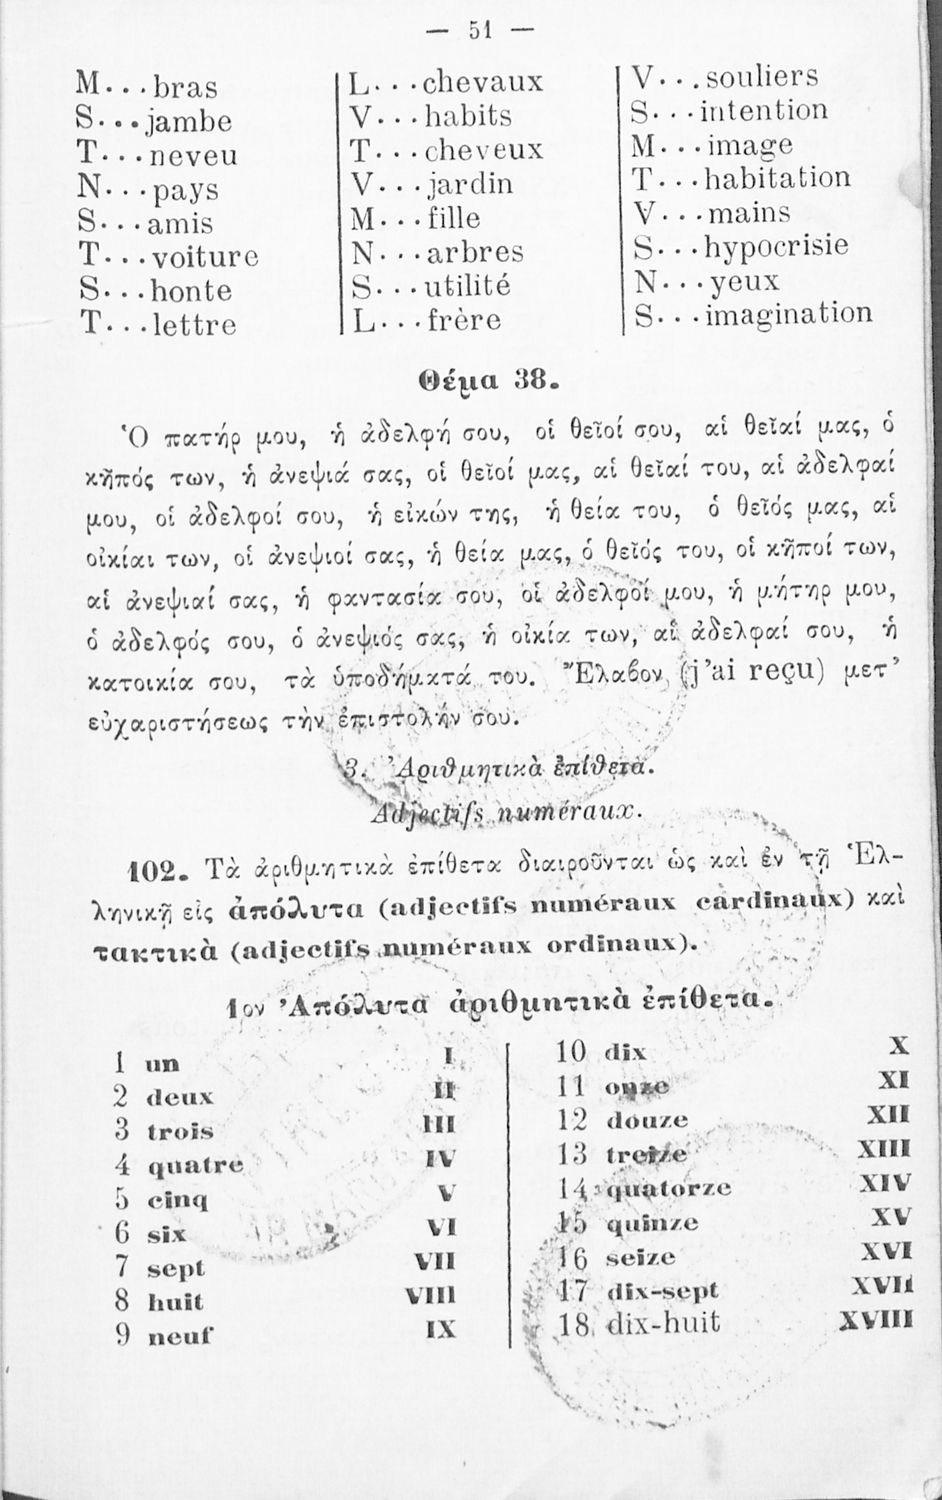 — 51 —
M...bras
S...jambe
T...neveu
N...pays
S...amis
T...voiture
S...honte
T...lettre
L...chevaux
V...habits
T...cheveux
V...jardin
M...fille
N...arbres
S...utilité
L...frère
V...souliers
S...intention
M...image
T...habitation
V...mains
S...hypocrisie
N...yeux
S...imagination
Θέμα 38.
Ὁ πατήρ μου, ἡ ἀδελφή σου, οἱ θεῖοί σου, αἱ θεῖαί μας, ὁ
κῆπός των, ἡ ἀνεψιά σας, οἱ θεῖοί μας, αἱ θεῖαί του, αἱ ἀδελφαί
μου, οἱ ἀδελφοί σου, ἡ εἰκών της, ἡ θεία του, ὁ θεῖός μας, αἱ
οἰκίαι των, οἱ ἀνεψιοί σας, ἡ θεία μας, ὁ θεῖός του, οἱ κῆποί των,
αἱ ἀνεψιαί σας, ἡ φαντασία σου, οἱ ἀδελφοί μου, ἡ μήτηρ μου,
ὁ ἀδελφός σου, ὁ ἀνεψιός σας, ἡ οἰκία των, αἱ ἀδελφαί σου, ἡ
κατοικία σου, τὰ ὑποδήματά του. Ἔλαβον (j'ai reçu) μετ'
εὐχαριστήσεως τὴν ἐπιστολήν σου.
3. Ἀριθμητικὰ ἐπίθετα.
Adjectifs numéraux.
102. Τὰ ἀριθμητικὰ ἐπίθετα διαιροῦνται ὡς καὶ ἐν τῇ Ἑλ-
ληνικῇ εἰς ἀπόλυτα (adjectifs numéraux cardinaux) καὶ
τακτικὰ (adjectifs numéraux ordinaux).
1ον Ἀπόλυτα ἀριθμητικὰ ἐπίθετα.
1 un I
2 deux II
3 trois III
4 quatre IV
5 cinq V
6 six VI
7 sept VII
8 huit VIII
9 neuf IX
10 dix X
11 onze XI
12 douze XII
13 treize XIII
14 quatorze XIV
15 quinze XV
16 seize XVI
17 dix-sept XVII
18 dix-huit XVIII